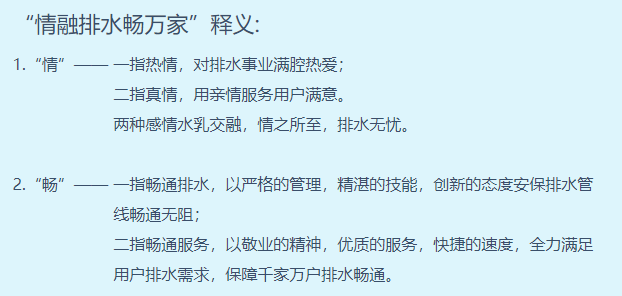 “情融排水畅万家”释义:
1. “情”—— 一指热情，对排水事业满腔热爱；
二指真情，用亲情服务用户满意。
两种感情水乳交融，情之所至，排水无忧。
2. “畅”—— 一指畅通排水，以严格的管理，精湛的技能，创新的态度安保排水管
线畅通无阻；
二指畅通服务，以敬业的精神，优质的服务，快捷的速度，全力满足
用户排水需求，保障千家万户排水畅通。